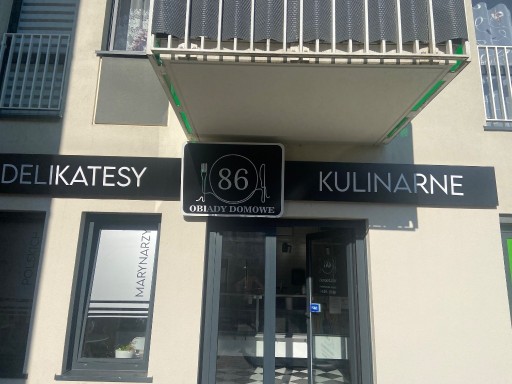 DELIKATESY
86
OBIADY DOMOWE
KULINARNE
MARYNARZY